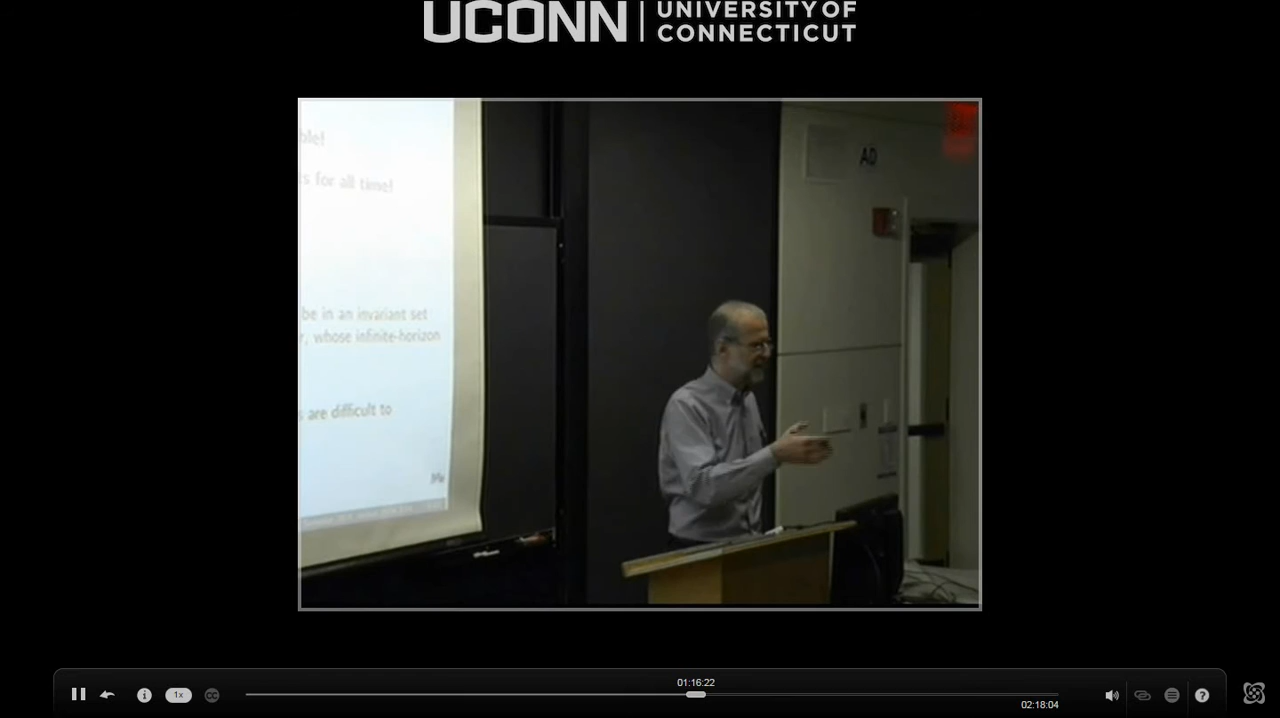 UCONN
UNIVERSITY OF
CONNECTICUT
ble!
s for all time!
be in an invariant set
r, whose infinite-horizon
s are difficult to
AD
1x
CC
01:16:22
02:18:04